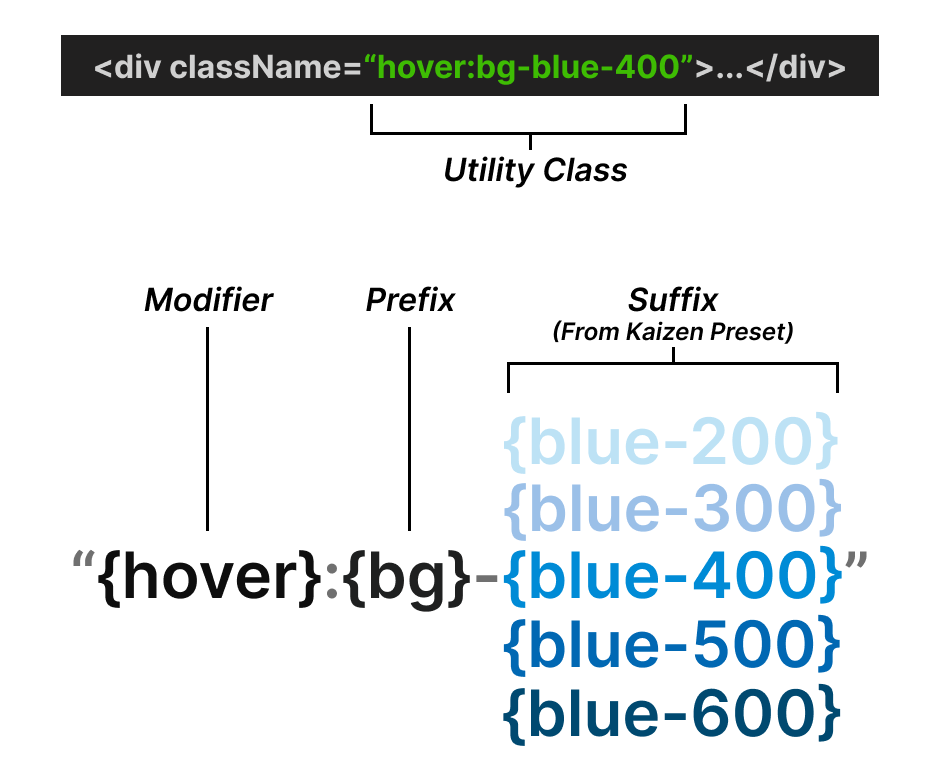 <div className=“hover:bg-blue-400”>...</div>
Utility Class
Modifier Prefix Suffix
(From Kaizen Preset)
{blue-200}
{blue-300}
“{hover}:{bg}-{blue-400}”
{blue-500}
{blue-600}